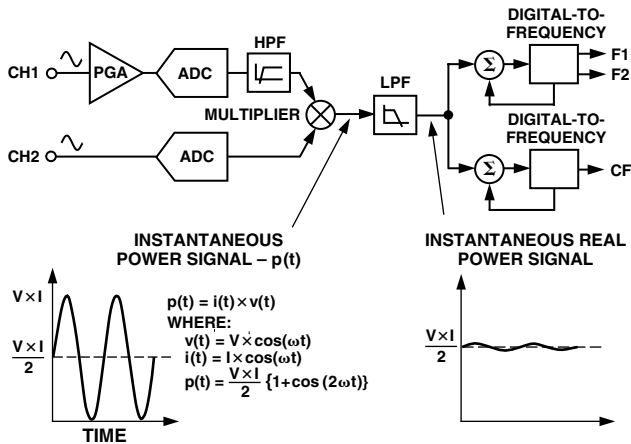 DIGITAL-TO-
FREQUENCY
HPF
CH1
PGA
ADC
LPF
Σ
F1
F2
MULTIPLIER
DIGITAL-TO-
FREQUENCY
CH2
ADC
Σ
CF
INSTANTANEOUS
POWER SIGNAL – p(t)
INSTANTANEOUS REAL
POWER SIGNAL
V × I
V × I
2
p(t) = i(t) × v(t)
WHERE:
v(t) = V × cos(ωt)
i(t) = I × cos(ωt)
p(t) = V × I
2
{1+cos (2ωt)}
V × I
2
TIME
TIME